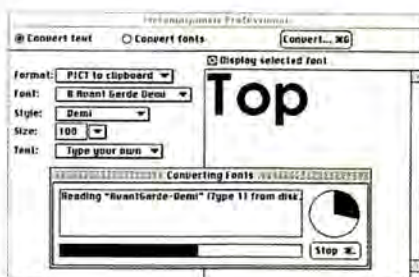 Metamorphosis Professional
Convert text
Convert fonts
Convert... ⌘G
Display selected font
Format: PICT to clipboard
Font: B Avant Garde Demi
Style: Demi
Size: 100
Text: Type your own
Top
Converting Fonts
Reading "AvantGarde-Demi" (Type 1) from disk.
Stop ⌘.